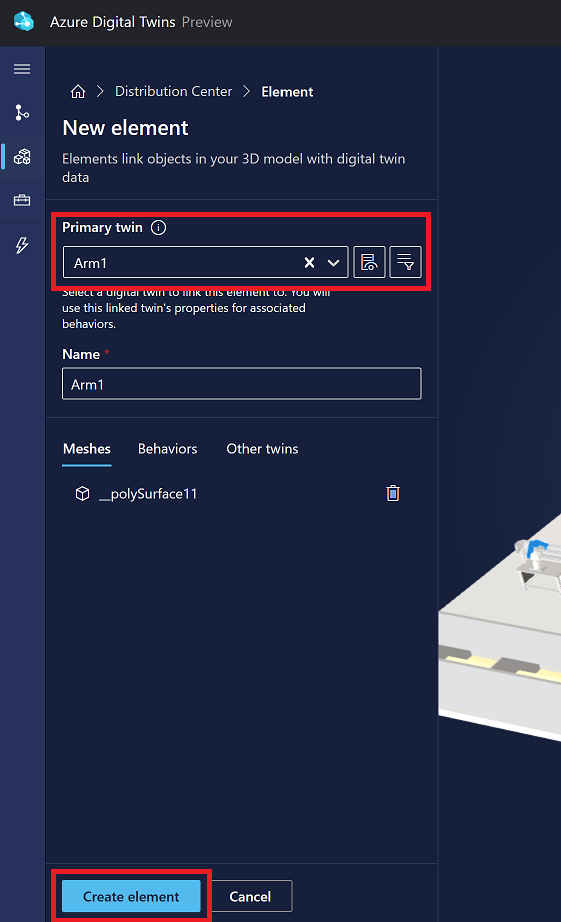 Azure Digital Twins Preview
Distribution Center Element
New element
Elements link objects in your 3D model with digital twin
data
Primary twin
Arm1
Select a digital twin to link this element to. You will
use this linked twin's properties for associated
behaviors.
Name *
Arm1
Meshes Behaviors Other twins
__polySurface11
Create element Cancel